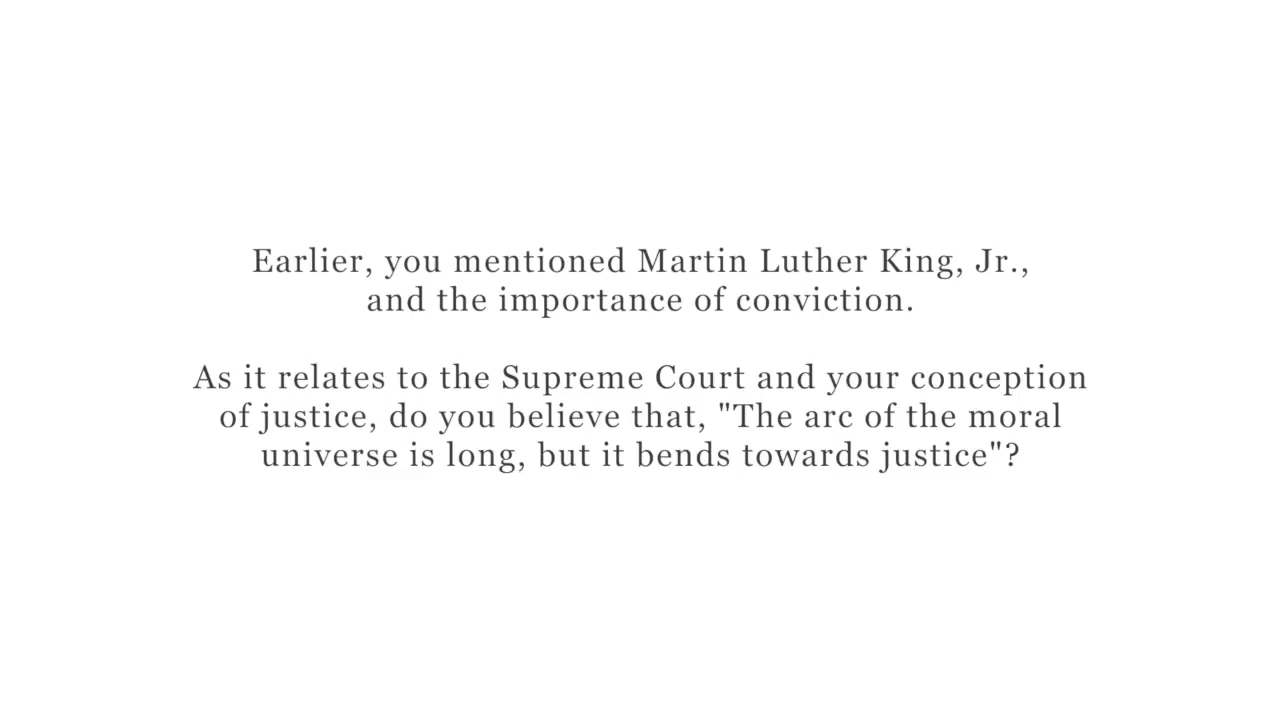 Earlier, you mentioned Martin Luther King, Jr.,
and the importance of conviction.
As it relates to the Supreme Court and your conception
of justice, do you believe that, "The arc of the moral
universe is long, but it bends towards justice"?